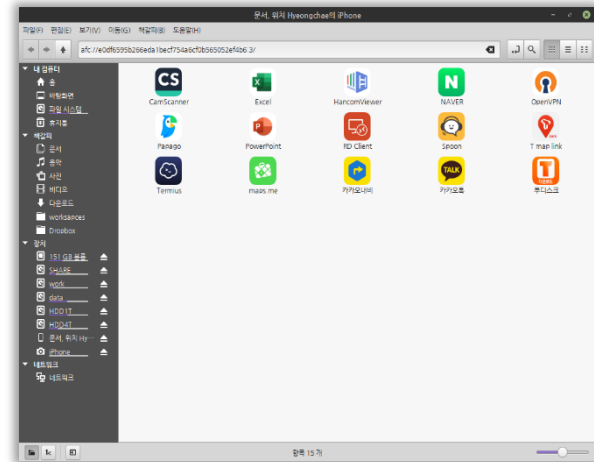 문서, 위치 Hyeongchae의 iPhone
파일(F) 편집(E) 보기(V) 이동(G) 책갈피(B) 도움말(H)
afc://e0df6595b266eda1becf754a6cf0b565052ef4b6:3/
내 컴퓨터
홈
바탕화면
파일 시스템
휴지통
책갈피
문서
음악
사진
비디오
다운로드
workspaces
Dropbox
장치
151 GB 볼륨
SHARE
work
data
HDD1T
HDD4T
문서, 위치 Hy…
iPhone
네트워크
네트워크
CS
CamScanner
Excel
HancomViewer
N
NAVER
OpenVPN
Papago
PowerPoint
RD Client
Spoon
T map link
Termius
maps.me
카카오내비
TALK
카카오톡
투디스크
항목 15개